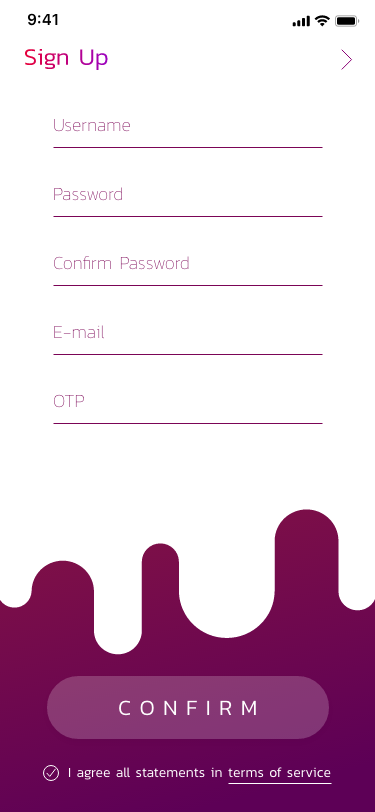 9:41
Sign Up
Username
Password
Confirm Password
E-mail
OTP
CONFIRM
I agree all statements in terms of service